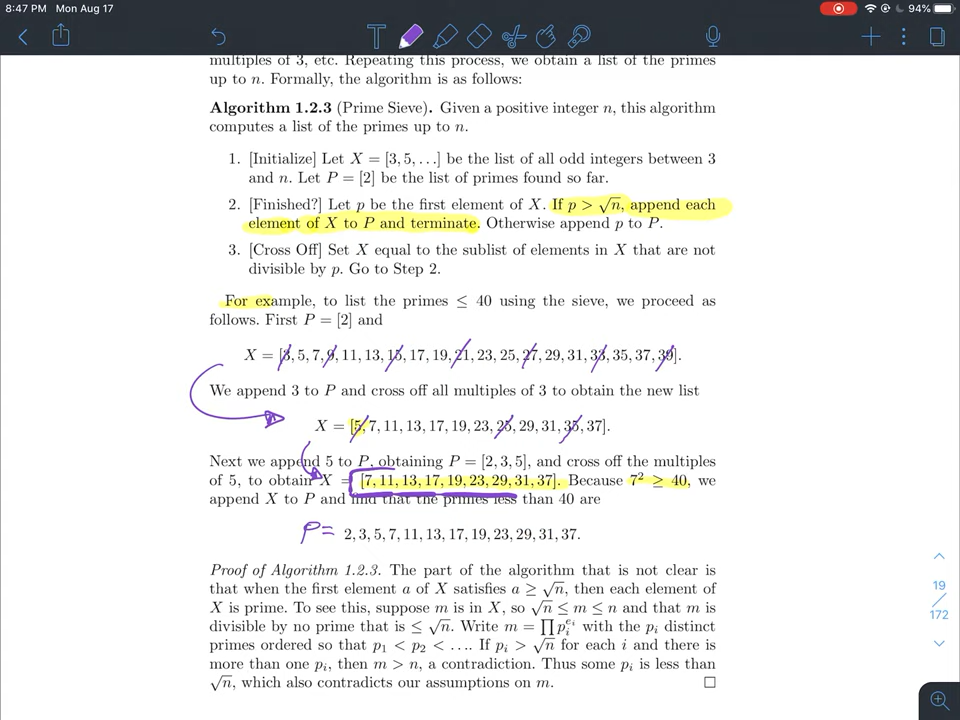 8:47 PM Mon Aug 17 94%
multiples of 3, etc. Repeating this process, we obtain a list of the primes
up to n. Formally, the algorithm is as follows:
Algorithm 1.2.3 (Prime Sieve). Given a positive integer n, this algorithm
computes a list of the primes up to n.
1. [Initialize] Let X = [3, 5, . . .] be the list of all odd integers between 3
and n. Let P = [2] be the list of primes found so far.
2. [Finished?] Let p be the first element of X. If p > √n, append each
element of X to P and terminate. Otherwise append p to P.
3. [Cross Off] Set X equal to the sublist of elements in X that are not
divisible by p. Go to Step 2.
For example, to list the primes ≤ 40 using the sieve, we proceed as
follows. First P = [2] and
X = [3, 5, 7, 9, 11, 13, 15, 17, 19, 21, 23, 25, 27, 29, 31, 33, 35, 37, 39].
We append 3 to P and cross off all multiples of 3 to obtain the new list
X = [5, 7, 11, 13, 17, 19, 23, 25, 29, 31, 35, 37].
Next we append 5 to P, obtaining P = [2, 3, 5], and cross off the multiples
of 5, to obtain X = [7, 11, 13, 17, 19, 23, 29, 31, 37]. Because 7² ≥ 40, we
append X to P and find that the primes less than 40 are
P = 2, 3, 5, 7, 11, 13, 17, 19, 23, 29, 31, 37.
Proof of Algorithm 1.2.3. The part of the algorithm that is not clear is
that when the first element a of X satisfies a ≥ √n, then each element of
X is prime. To see this, suppose m is in X, so √n ≤ m ≤ n and that m is
divisible by no prime that is ≤ √n. Write m = ∏ pᵢ^eᵢ with the pᵢ distinct
primes ordered so that p₁ < p₂ < . . . . If pᵢ > √n for each i and there is
more than one pᵢ, then m > n, a contradiction. Thus some pᵢ is less than
√n, which also contradicts our assumptions on m. □
19
172